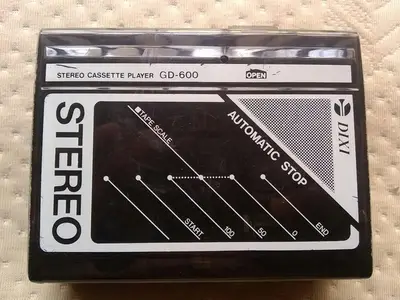 STEREO CASSETTE PLAYER GD-600
OPEN
STEREO
DIXI
AUTOMATIC STOP
TAPE SCALE
START
100
50
0
END